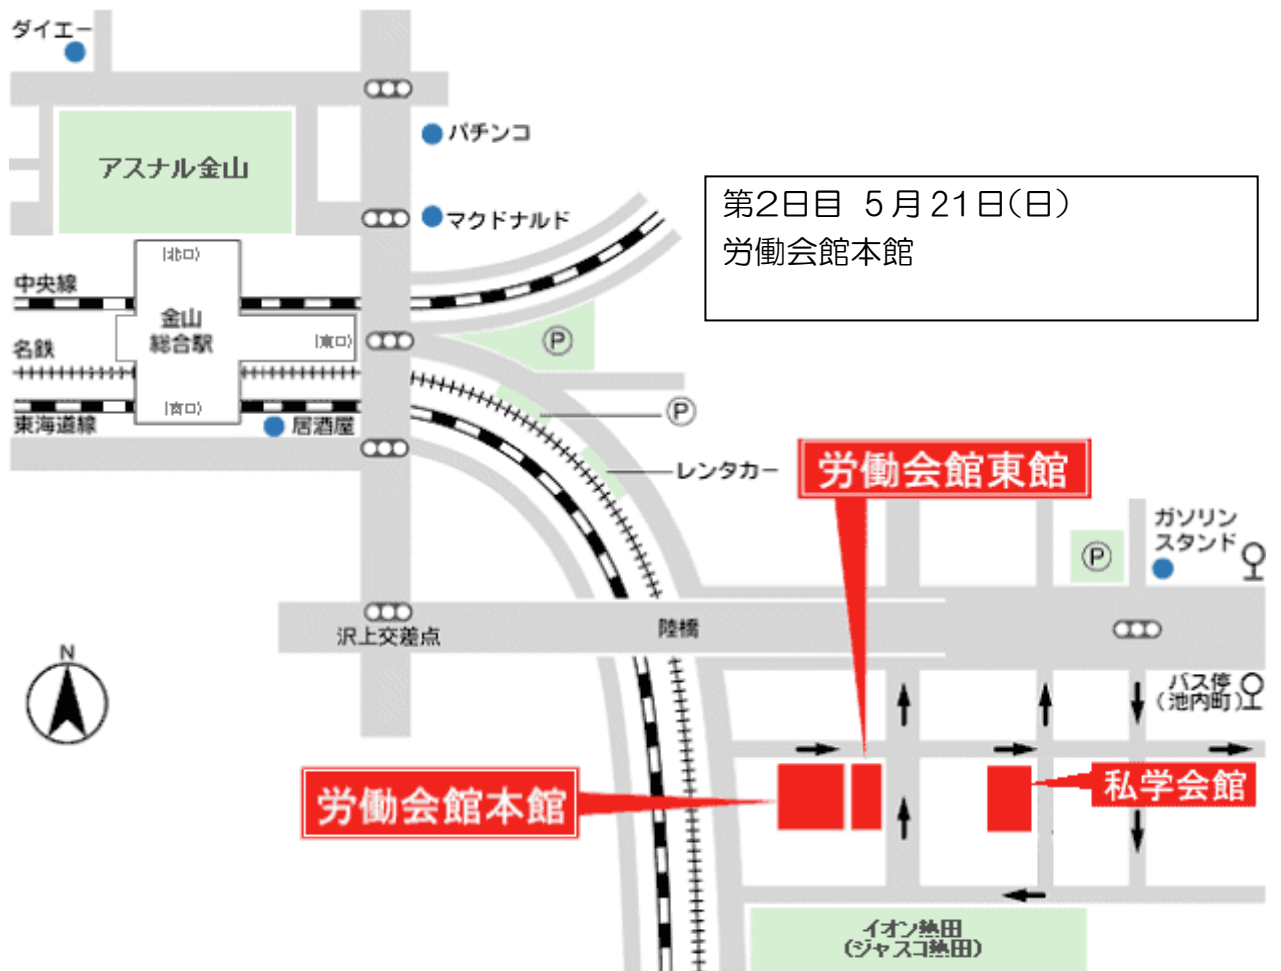 ダイエー
パチンコ
アスナル金山
マクドナルド
第2日目 5月21日(日)
労働会館本館
(北口)
中央線
金山
総合駅
(東口)
P
名鉄
(南口)
P
東海道線
居酒屋
レンタカー
労働会館東館
ガソリン
スタンド
P
沢上交差点
陸橋
N
バス停
(池内町)
労働会館本館
私学会館
イオン熱田
(ジャスコ熱田)